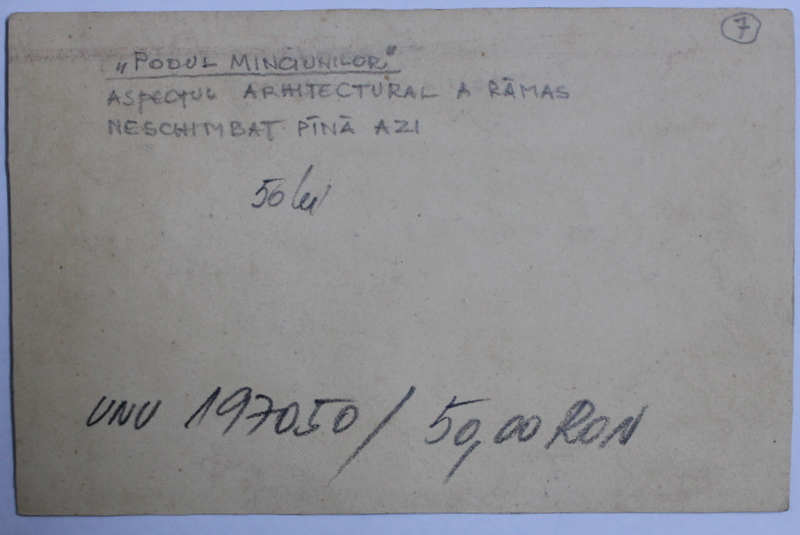 7
„PODUL MINCIUNILOR"
ASPECTUL ARHITECTURAL A RĂMAS
NESCHIMBAT PÎNĂ AZI
50 lei
UNU 197050 / 50,00 RON